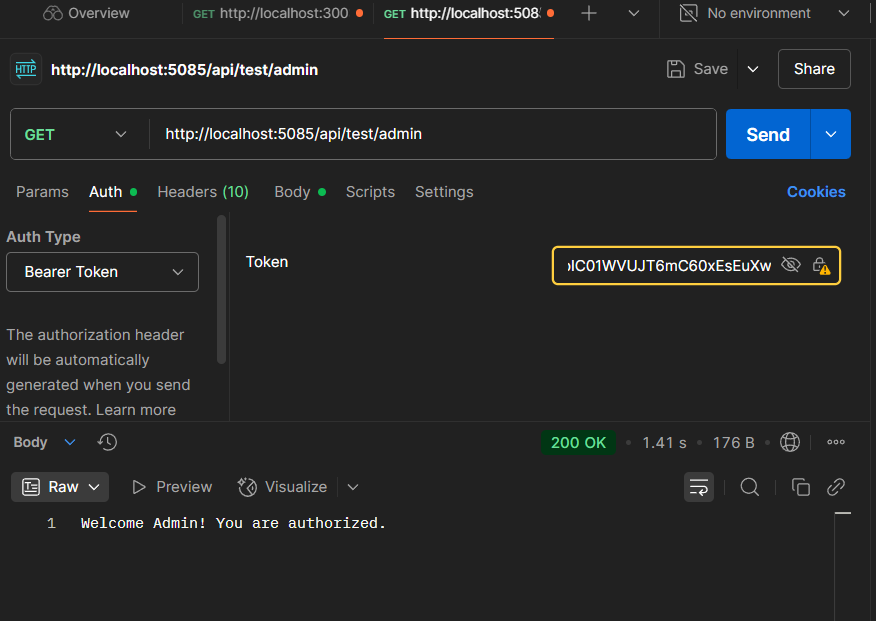 Overview
GET http://localhost:300
GET http://localhost:508
No environment
HTTP http://localhost:5085/api/test/admin
Save
Share
GET
http://localhost:5085/api/test/admin
Send
Params Auth Headers (10) Body Scripts Settings
Cookies
Auth Type
Bearer Token
The authorization header
will be automatically
generated when you send
the request. Learn more
Token
IC01WVUJT6mC60xEsEuXw
Body
200 OK • 1.41 s • 176 B
Raw
Preview
Visualize
1 Welcome Admin! You are authorized.